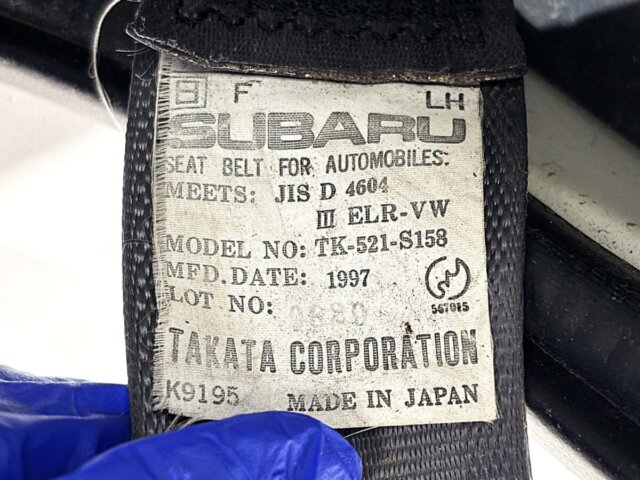 日 F LH
SUBARU
SEAT BELT FOR AUTOMOBILES.
MEETS: JIS D 4604
III ELR-VW
MODEL NO: TK-521-S158
MFD. DATE: 1997
LOT NO:
567015
TAKATA CORPORATION
K9195 MADE IN JAPAN